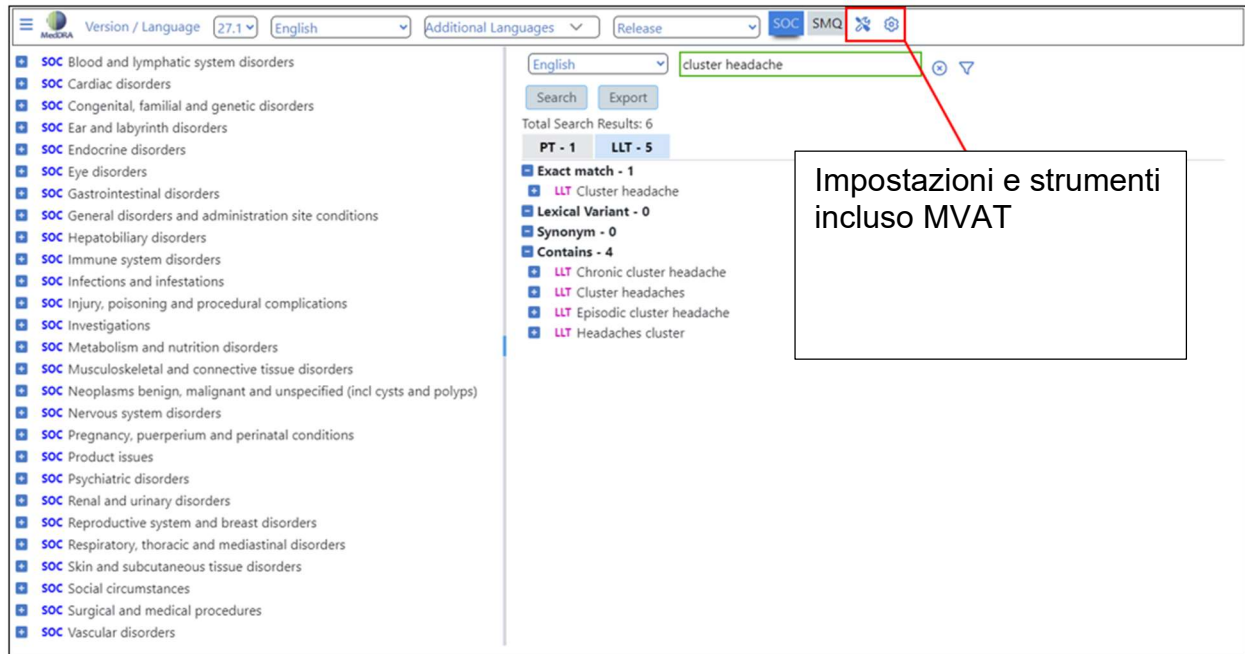 MedDRA Version / Language 27.1 English Additional Languages Release SOC SMQ
SOC Blood and lymphatic system disorders
SOC Cardiac disorders
SOC Congenital, familial and genetic disorders
SOC Ear and labyrinth disorders
SOC Endocrine disorders
SOC Eye disorders
SOC Gastrointestinal disorders
SOC General disorders and administration site conditions
SOC Hepatobiliary disorders
SOC Immune system disorders
SOC Infections and infestations
SOC Injury, poisoning and procedural complications
SOC Investigations
SOC Metabolism and nutrition disorders
SOC Musculoskeletal and connective tissue disorders
SOC Neoplasms benign, malignant and unspecified (incl cysts and polyps)
SOC Nervous system disorders
SOC Pregnancy, puerperium and perinatal conditions
SOC Product issues
SOC Psychiatric disorders
SOC Renal and urinary disorders
SOC Reproductive system and breast disorders
SOC Respiratory, thoracic and mediastinal disorders
SOC Skin and subcutaneous tissue disorders
SOC Social circumstances
SOC Surgical and medical procedures
SOC Vascular disorders
English cluster headache
Search Export
Total Search Results: 6
PT - 1 LLT - 5
Exact match - 1
LLT Cluster headache
Lexical Variant - 0
Synonym - 0
Contains - 4
LLT Chronic cluster headache
LLT Cluster headaches
LLT Episodic cluster headache
LLT Headaches cluster
Impostazioni e strumenti
incluso MVAT